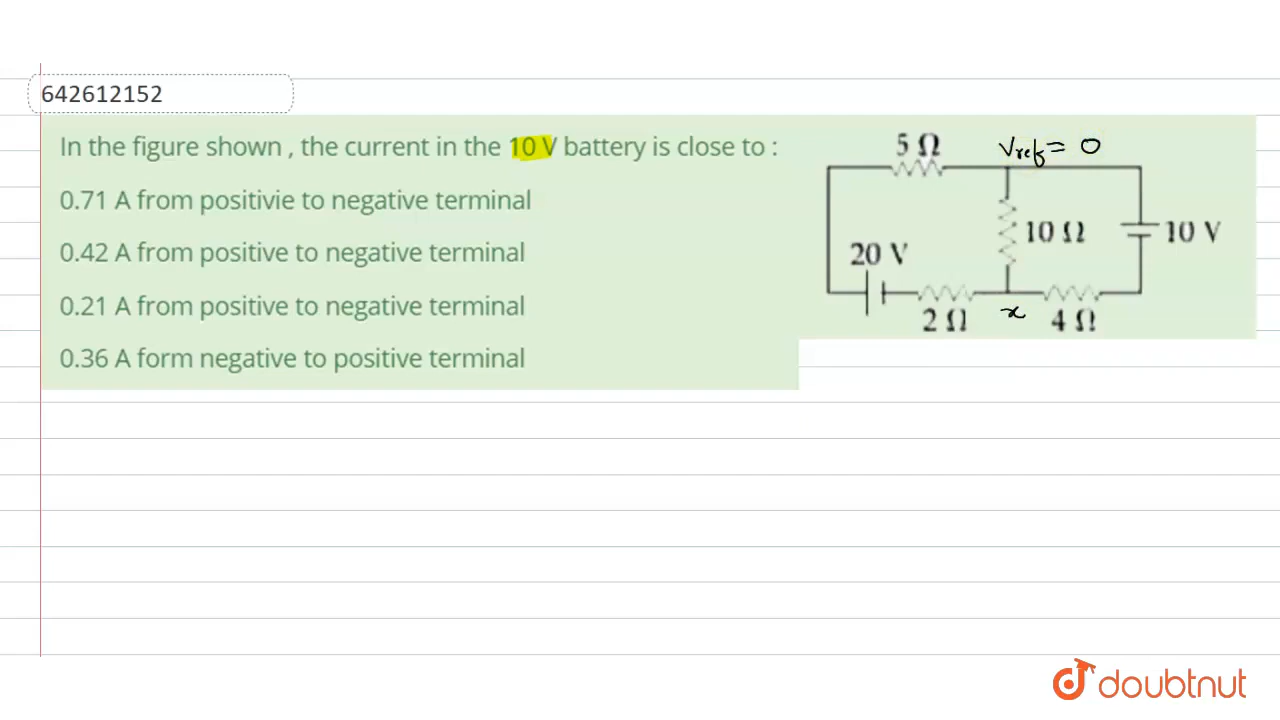 642612152
In the figure shown , the current in the 10 V battery is close to :
0.71 A from positivie to negative terminal
0.42 A from positive to negative terminal
0.21 A from positive to negative terminal
0.36 A form negative to positive terminal
5 Ω
Vref = 0
10 Ω
10 V
20 V
2 Ω
x
4 Ω
doubtnut